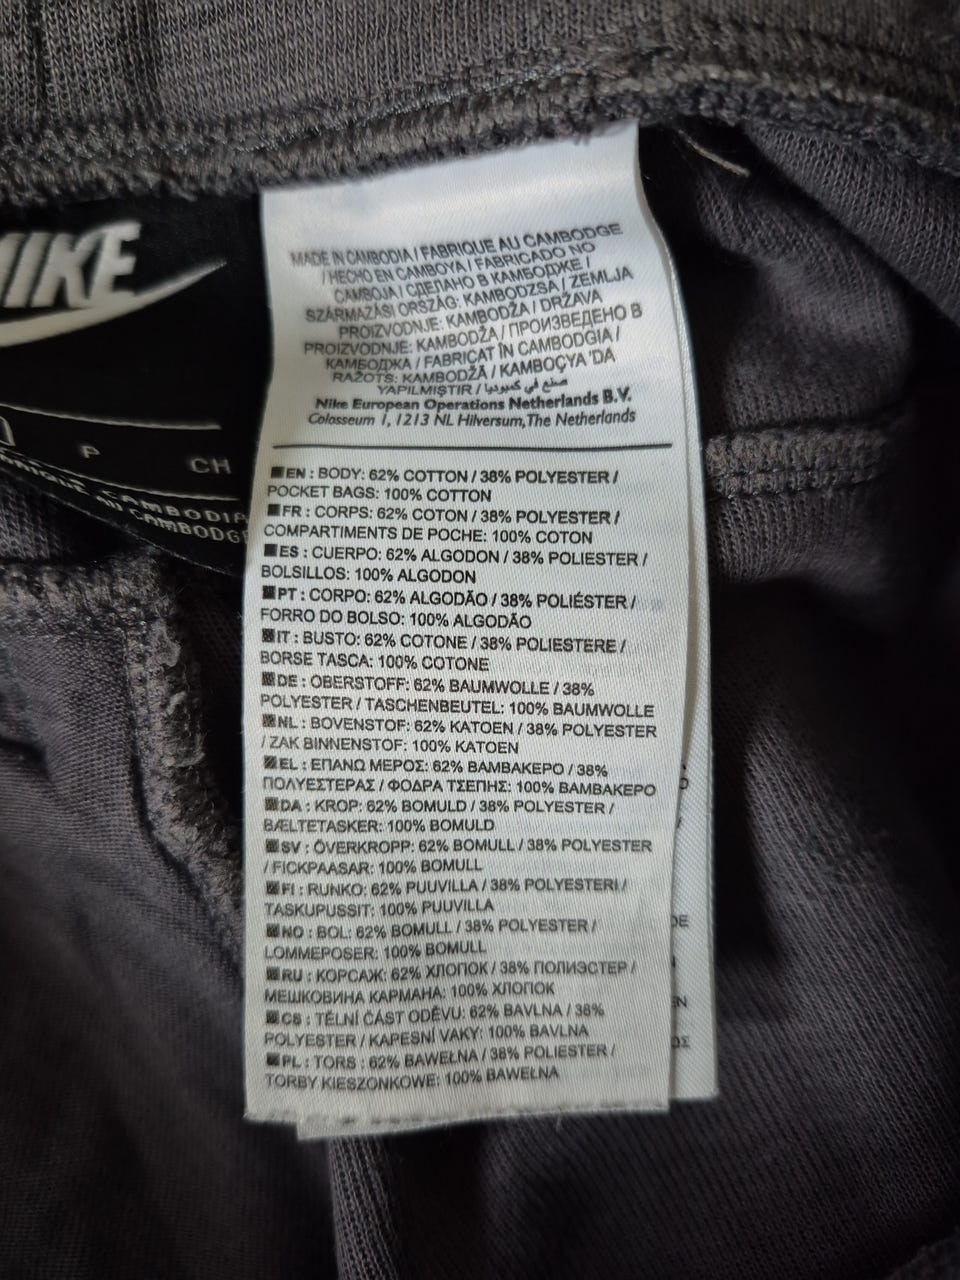 NIKE
P
CH
CAMBODIA
AU CAMBODGE
MADE IN CAMBODIA / FABRIQUE AU CAMBODGE
/ HECHO EN CAMBOYA / FABRICADO NO
CAMBOJA / СДЕЛАНО В КАМБОДЖЕ /
SZÁRMAZÁSI ORSZÁG: KAMBODZSA / ZEMLJA
PROIZVODNJE: KAMBODŽA / DRŽAVA
PROIZVODNJE: KAMBODŽA / ПРОИЗВЕДЕНО В
КАМБОДЖА / FABRICAT ÎN CAMBODGIA /
RAŽOTS: KAMBODŽĀ / KAMBOÇYA 'DA
YAPILMIŞTIR / صنع في كمبوديا
Nike European Operations Netherlands B.V.
Colosseum 1, 1213 NL Hilversum, The Netherlands
EN : BODY: 62% COTTON / 38% POLYESTER /
POCKET BAGS: 100% COTTON
FR : CORPS: 62% COTON / 38% POLYESTER /
COMPARTIMENTS DE POCHE: 100% COTON
ES : CUERPO: 62% ALGODON / 38% POLIESTER /
BOLSILLOS: 100% ALGODON
PT : CORPO: 62% ALGODÃO / 38% POLIÉSTER /
FORRO DO BOLSO: 100% ALGODÃO
IT : BUSTO: 62% COTONE / 38% POLIESTERE /
BORSE TASCA: 100% COTONE
DE : OBERSTOFF: 62% BAUMWOLLE / 38%
POLYESTER / TASCHENBEUTEL: 100% BAUMWOLLE
NL : BOVENSTOF: 62% KATOEN / 38% POLYESTER
/ ZAK BINNENSTOF: 100% KATOEN
EL : ΕΠΑΝΩ ΜΕΡΟΣ: 62% ΒΑΜΒΑΚΕΡΟ / 38%
ΠΟΛΥΕΣΤΕΡΑΣ / ΦΟΔΡΑ ΤΣΕΠΗΣ: 100% ΒΑΜΒΑΚΕΡΟ
DA : KROP: 62% BOMULD / 38% POLYESTER /
BÆLTETASKER: 100% BOMULD
SV : ÖVERKROPP: 62% BOMULL / 38% POLYESTER
/ FICKPAASAR: 100% BOMULL
FI : RUNKO: 62% PUUVILLA / 38% POLYESTERI /
TASKUPUSSIT: 100% PUUVILLA
NO : BOL: 62% BOMULL / 38% POLYESTER /
LOMMEPOSER: 100% BOMULL
RU : КОРСАЖ: 62% ХЛОПОК / 38% ПОЛИЭСТЕР /
МЕШКОВИНА КАРМАНА: 100% ХЛОПОК
CS : TĚLNÍ ČÁST ODĚVU: 62% BAVLNA / 38%
POLYESTER / KAPESNÍ VAKY: 100% BAVLNA
PL : TORS : 62% BAWEŁNA / 38% POLIESTER /
TORBY KIESZONKOWE: 100% BAWEŁNA